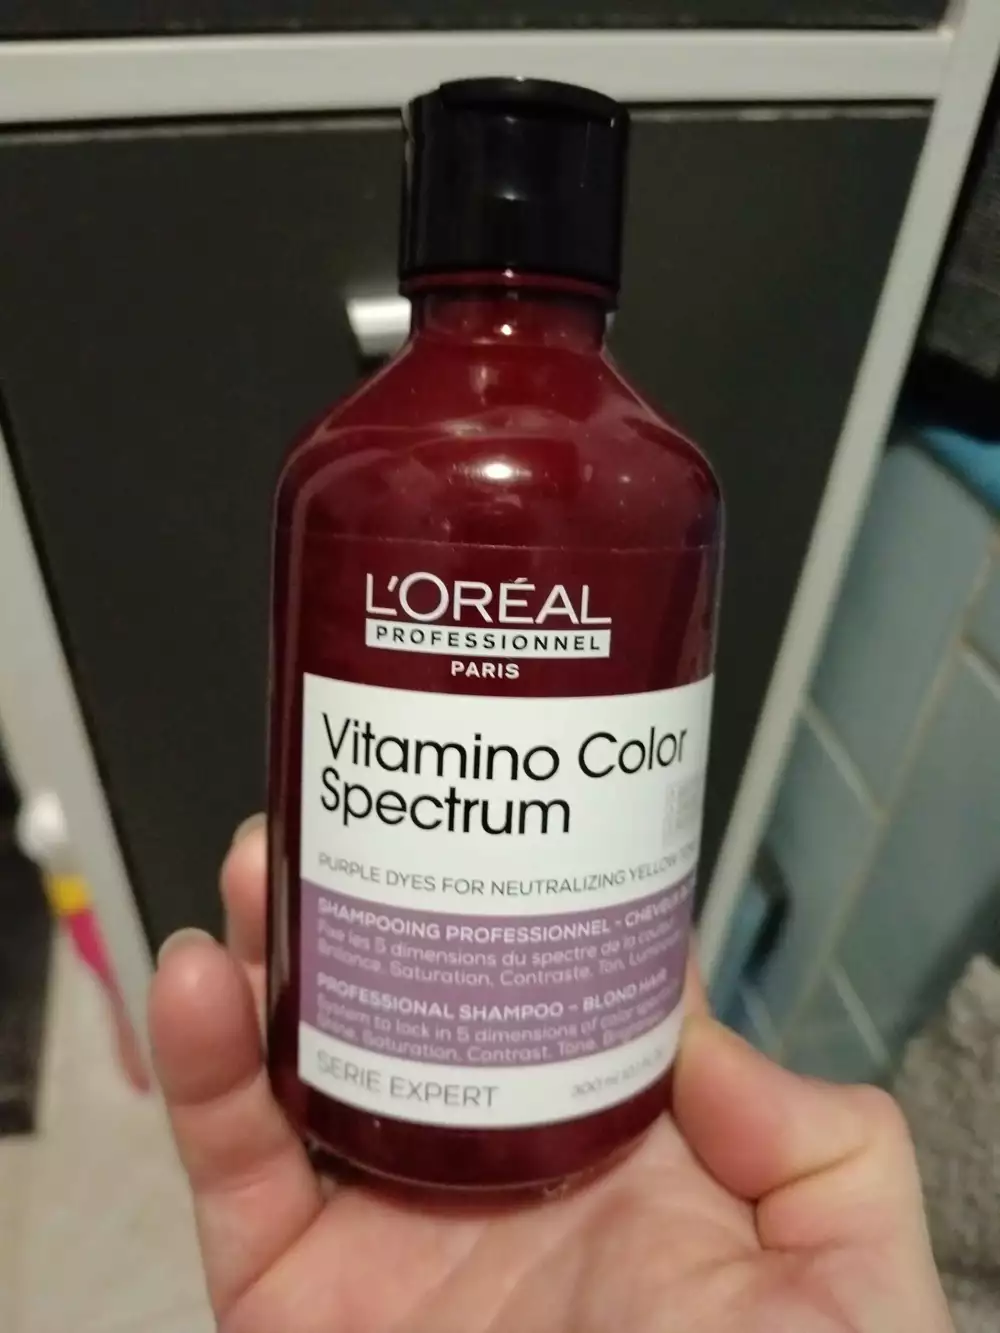 L'ORÉAL
PROFESSIONNEL
PARIS
Vitamino Color
Spectrum
PURPLE DYES FOR NEUTRALIZING YELLOW
SHAMPOOING PROFESSIONNEL - CHEVEUX
Fixe les 5 dimensions du spectre de la couleur
Brillance, Saturation, Contraste, Ton,
PROFESSIONAL SHAMPOO - BLOND HAIR
System to lock in 5 dimensions of color
Shine, Saturation, Contrast, Tone,
SERIE EXPERT
300 ml